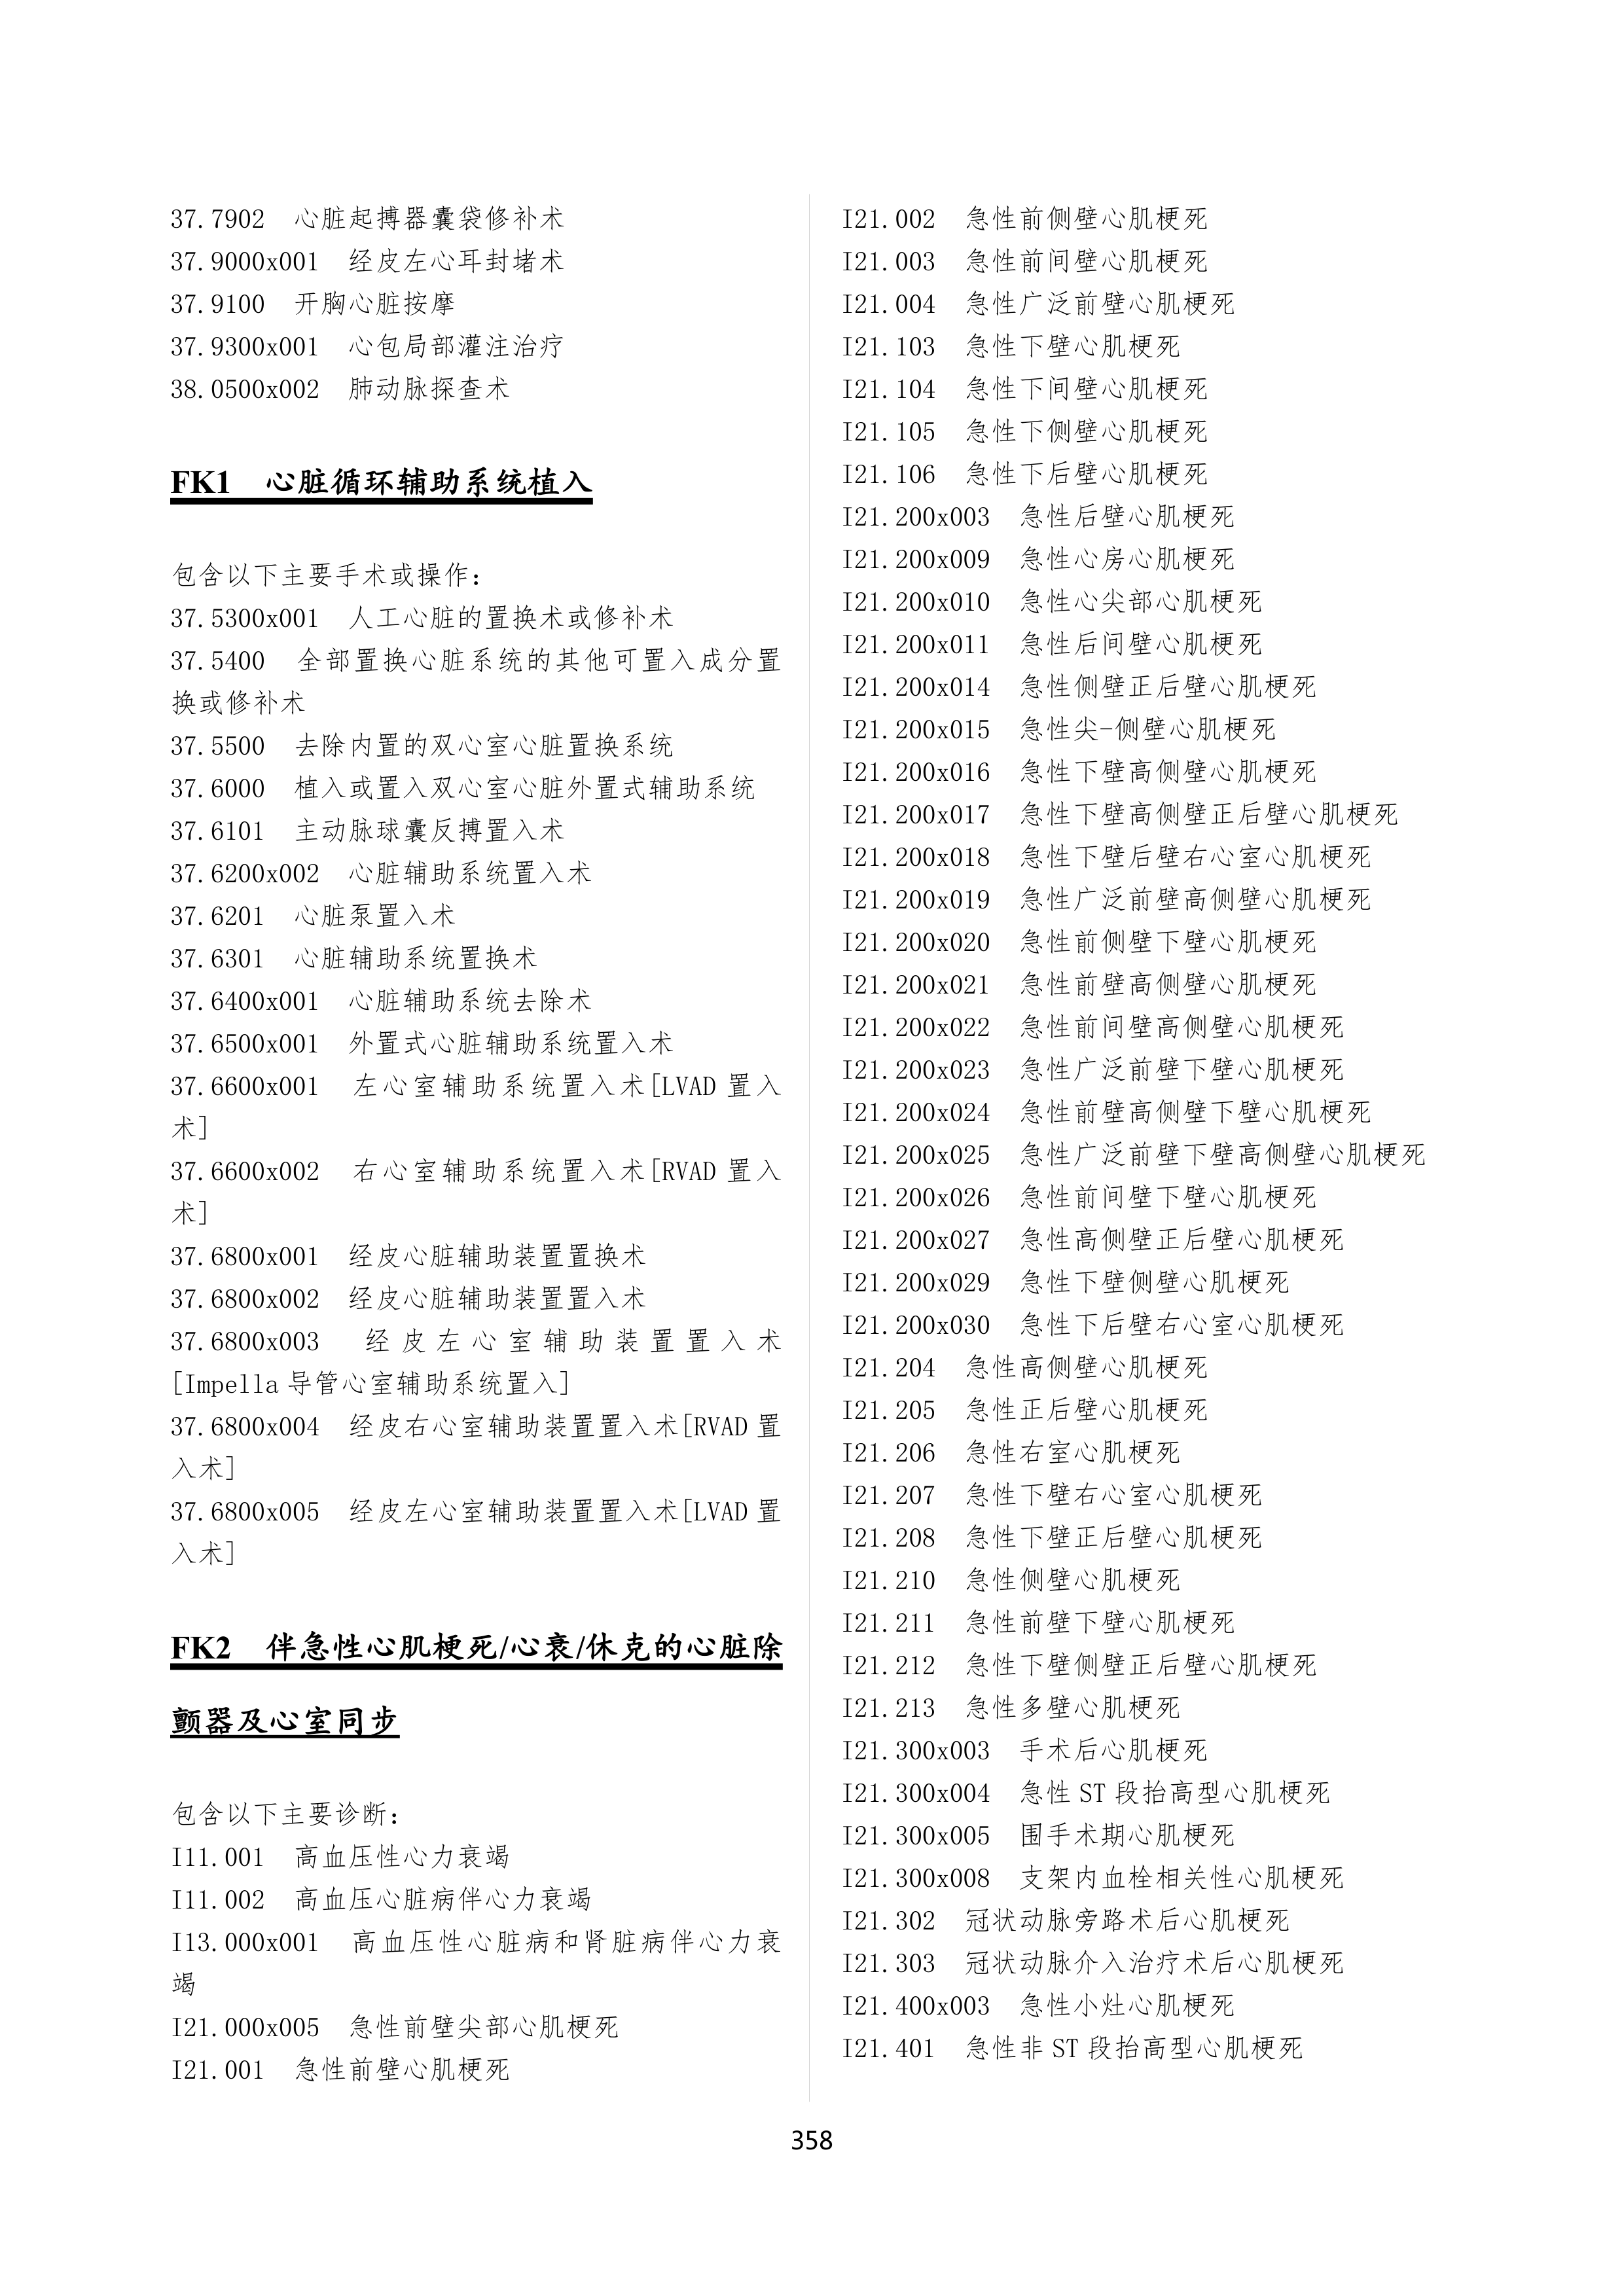 37.7902 心脏起搏器囊袋修补术
37.9000x001 经皮左心耳封堵术
37.9100 开胸心脏按摩
37.9300x001 心包局部灌注治疗
38.0500x002 肺动脉探查术
FK1 心脏循环辅助系统植入
包含以下主要手术或操作：
37.5300x001 人工心脏的置换术或修补术
37.5400 全部置换心脏系统的其他可置入成分置
换或修补术
37.5500 去除内置的双心室心脏置换系统
37.6000 植入或置入双心室心脏外置式辅助系统
37.6101 主动脉球囊反搏置入术
37.6200x002 心脏辅助系统置入术
37.6201 心脏泵置入术
37.6301 心脏辅助系统置换术
37.6400x001 心脏辅助系统去除术
37.6500x001 外置式心脏辅助系统置入术
37.6600x001 左心室辅助系统置入术[LVAD 置入
术]
37.6600x002 右心室辅助系统置入术[RVAD 置入
术]
37.6800x001 经皮心脏辅助装置置换术
37.6800x002 经皮心脏辅助装置置入术
37.6800x003 经皮左心室辅助装置置入术
[Impella 导管心室辅助系统置入]
37.6800x004 经皮右心室辅助装置置入术[RVAD 置
入术]
37.6800x005 经皮左心室辅助装置置入术[LVAD 置
入术]
FK2 伴急性心肌梗死/心衰/休克的心脏除
颤器及心室同步
包含以下主要诊断：
I11.001 高血压性心力衰竭
I11.002 高血压心脏病伴心力衰竭
I13.000x001 高血压性心脏病和肾脏病伴心力衰
竭
I21.000x005 急性前壁尖部心肌梗死
I21.001 急性前壁心肌梗死
I21.002 急性前侧壁心肌梗死
I21.003 急性前间壁心肌梗死
I21.004 急性广泛前壁心肌梗死
I21.103 急性下壁心肌梗死
I21.104 急性下间壁心肌梗死
I21.105 急性下侧壁心肌梗死
I21.106 急性下后壁心肌梗死
I21.200x003 急性后壁心肌梗死
I21.200x009 急性心房心肌梗死
I21.200x010 急性心尖部心肌梗死
I21.200x011 急性后间壁心肌梗死
I21.200x014 急性侧壁正后壁心肌梗死
I21.200x015 急性尖-侧壁心肌梗死
I21.200x016 急性下壁高侧壁心肌梗死
I21.200x017 急性下壁高侧壁正后壁心肌梗死
I21.200x018 急性下壁后壁右心室心肌梗死
I21.200x019 急性广泛前壁高侧壁心肌梗死
I21.200x020 急性前侧壁下壁心肌梗死
I21.200x021 急性前壁高侧壁心肌梗死
I21.200x022 急性前间壁高侧壁心肌梗死
I21.200x023 急性广泛前壁下壁心肌梗死
I21.200x024 急性前壁高侧壁下壁心肌梗死
I21.200x025 急性广泛前壁下壁高侧壁心肌梗死
I21.200x026 急性前间壁下壁心肌梗死
I21.200x027 急性高侧壁正后壁心肌梗死
I21.200x029 急性下壁侧壁心肌梗死
I21.200x030 急性下后壁右心室心肌梗死
I21.204 急性高侧壁心肌梗死
I21.205 急性正后壁心肌梗死
I21.206 急性右室心肌梗死
I21.207 急性下壁右心室心肌梗死
I21.208 急性下壁正后壁心肌梗死
I21.210 急性侧壁心肌梗死
I21.211 急性前壁下壁心肌梗死
I21.212 急性下壁侧壁正后壁心肌梗死
I21.213 急性多壁心肌梗死
I21.300x003 手术后心肌梗死
I21.300x004 急性 ST 段抬高型心肌梗死
I21.300x005 围手术期心肌梗死
I21.300x008 支架内血栓相关性心肌梗死
I21.302 冠状动脉旁路术后心肌梗死
I21.303 冠状动脉介入治疗术后心肌梗死
I21.400x003 急性小灶心肌梗死
I21.401 急性非 ST 段抬高型心肌梗死
358